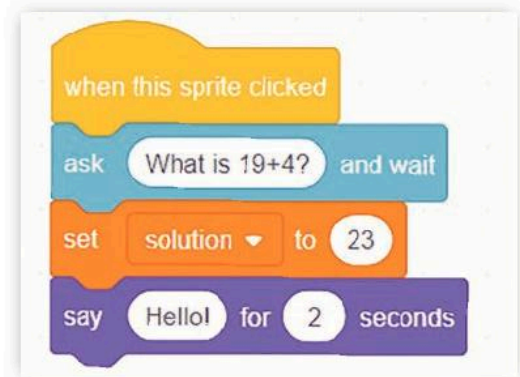 when this sprite clicked
ask What is 19+4? and wait
set solution to 23
say Hello! for 2 seconds